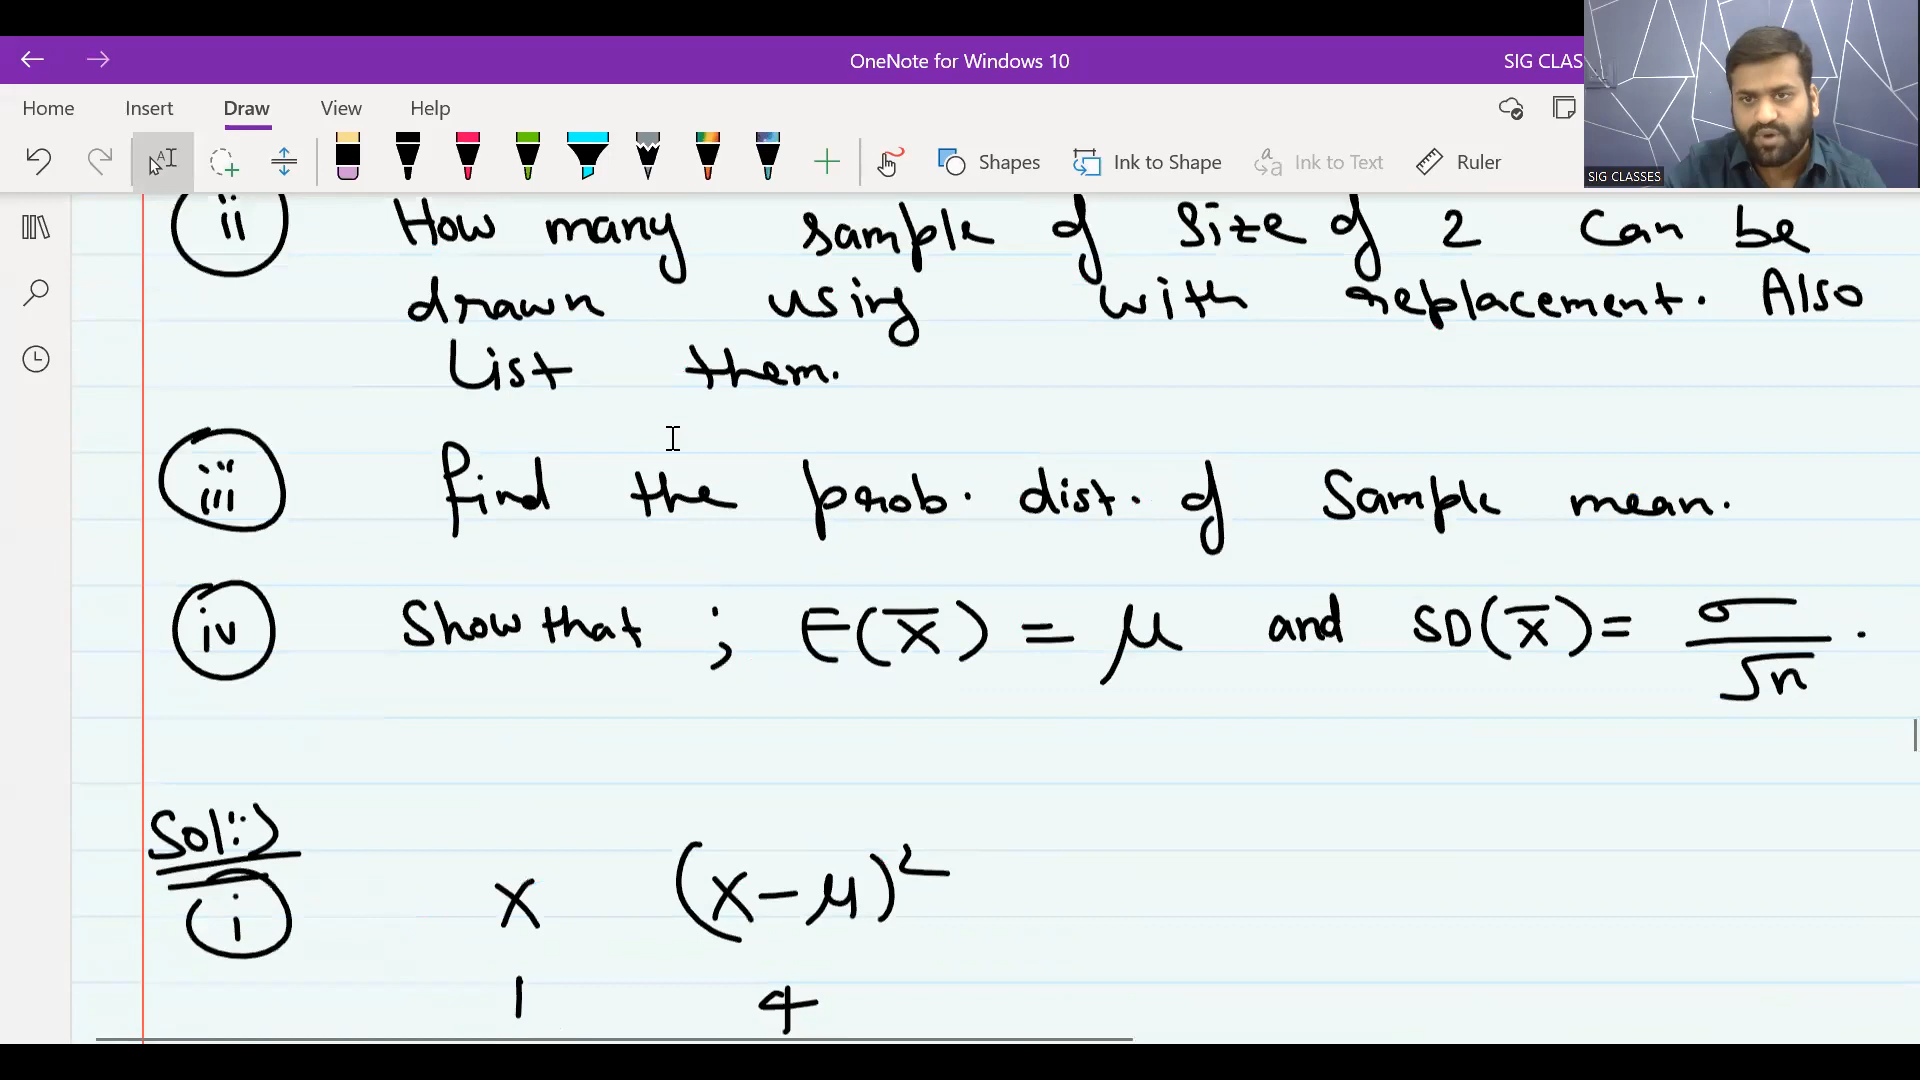 OneNote for Windows 10
SIG CLAS
Home Insert Draw View Help
Shapes Ink to Shape Ink to Text Ruler
SIG CLASSES
ii How many sample of Size of 2 Can be
drawn using with replacement. Also
List them.
iii find the prob. dist. of Sample mean.
iv Show that ; E(x̄) = μ and SD(x̄) = σ/√n .
Sol:)
i x (x-μ)²
1 4